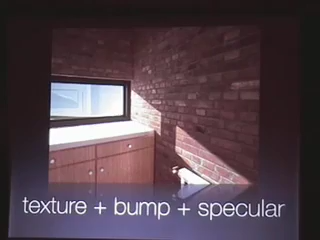 texture + bump + specular